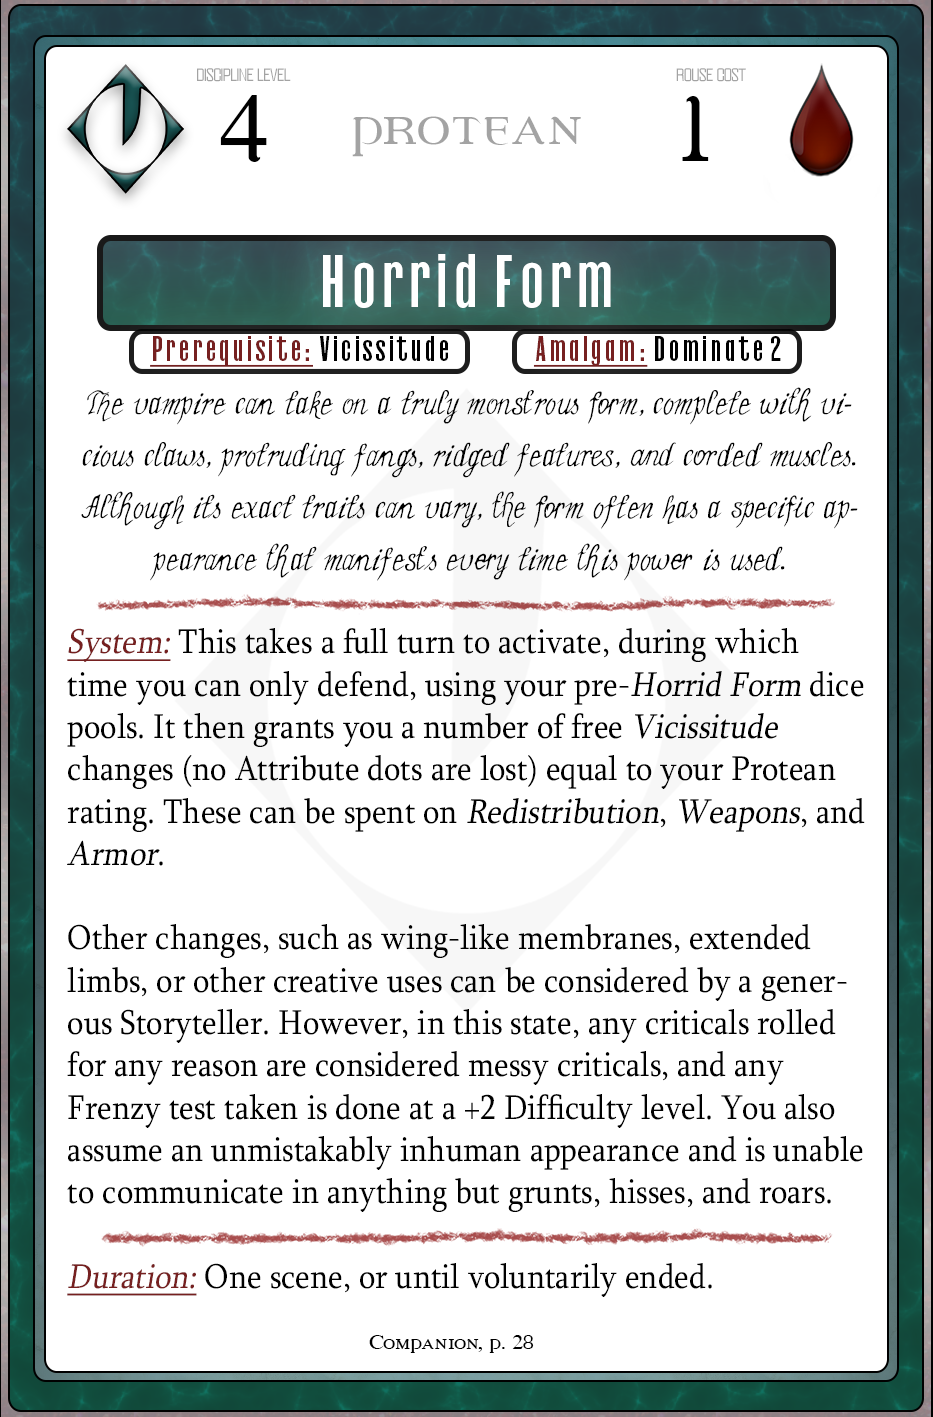 DISCIPLINE LEVEL
4
PROTEAN
ROUSE COST
1
Horrid Form
Prerequisite: Vicissitude
Amalgam: Dominate 2
The vampire can take on a truly monstrous form, complete with vi-
cious claws, protruding fangs, ridged features, and corded muscles.
Although its exact traits can vary, the form often has a specific ap-
pearance that manifests every time this power is used.
System: This takes a full turn to activate, during which
time you can only defend, using your pre-Horrid Form dice
pools. It then grants you a number of free Vicissitude
changes (no Attribute dots are lost) equal to your Protean
rating. These can be spent on Redistribution, Weapons, and
Armor.
Other changes, such as wing-like membranes, extended
limbs, or other creative uses can be considered by a gener-
ous Storyteller. However, in this state, any criticals rolled
for any reason are considered messy criticals, and any
Frenzy test taken is done at a +2 Difficulty level. You also
assume an unmistakably inhuman appearance and is unable
to communicate in anything but grunts, hisses, and roars.
Duration: One scene, or until voluntarily ended.
Companion, p. 28